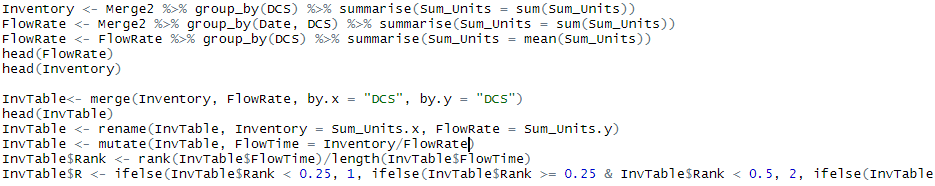 Inventory <- Merge2 %>% group_by(DCS) %>% summarise(Sum_Units = sum(Sum_Units))
FlowRate <- Merge2 %>% group_by(Date, DCS) %>% summarise(Sum_Units = sum(Sum_Units))
FlowRate <- FlowRate %>% group_by(DCS) %>% summarise(Sum_Units = mean(Sum_Units))
head(FlowRate)
head(Inventory)
InvTable<- merge(Inventory, FlowRate, by.x = "DCS", by.y = "DCS")
head(InvTable)
InvTable <- rename(InvTable, Inventory = Sum_Units.x, FlowRate = Sum_Units.y)
InvTable <- mutate(InvTable, FlowTime = Inventory/FlowRate)
InvTable$Rank <- rank(InvTable$FlowTime)/length(InvTable$FlowTime)
InvTable$R <- ifelse(InvTable$Rank < 0.25, 1, ifelse(InvTable$Rank >= 0.25 & InvTable$Rank < 0.5, 2, ifelse(InvTable